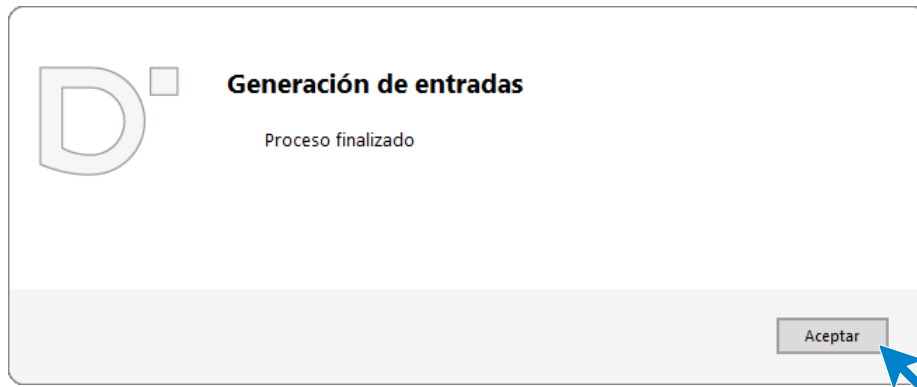 Generación de entradas
Proceso finalizado
Aceptar